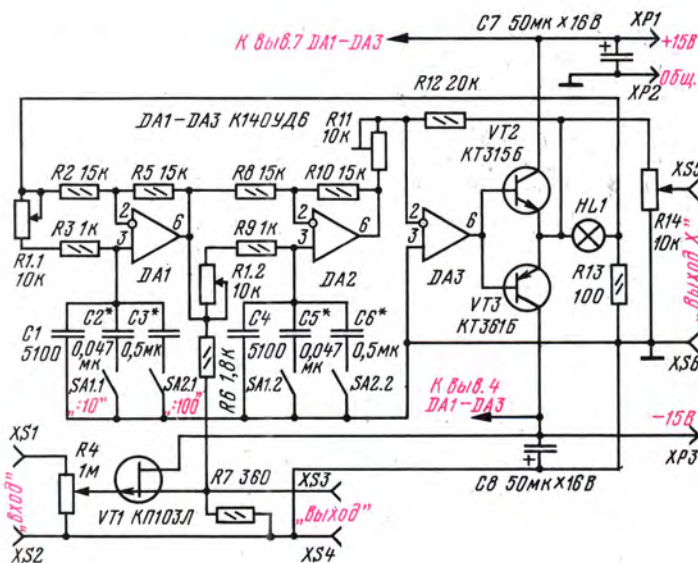 C7 50мк х 16В
XP1
К выв.7 DA1-DA3
+15В
Общ.
XP2
R12 20к
DA1-DA3 К140УД6
R11
10к
VT2
КТ315Б
R2 15к
R5 15к
R8 15к
R10 15к
XS5
R3 1к
2
3
6
R9 1к
2
3
6
2
3
6
HL1
R14
10к
R1.1
10к
DA1
R1.2
10к
DA2
DA3
R13
100
VT3
КТ361Б
„Выход X"
C1
5100
C2*
0,047
мк
C3*
0,5мк
C4
5100
C5*
0,047
мк
C6*
0,5мк
SA1.1
„:10"
SA2.1
„:100"
R6 1,8к
SA1.2
SA2.2
XS6
К выв.4
DA1-DA3
-15В
XP3
XS1
R4
1М
R7 360
XS3
C8 50мк х 16В
„Вход"
VT1 КП103Л
„Выход"
XS2
XS4